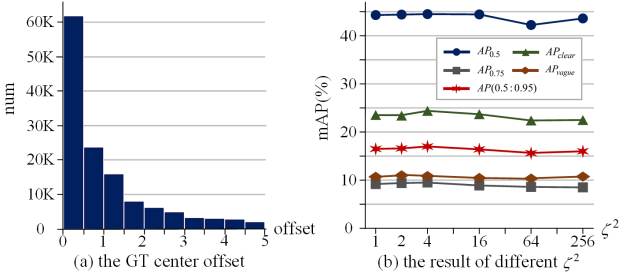 60K
50K
40K
30K
20K
10K
0
num
0 1 2 3 4 5 offset
(a) the GT center offset
40
30
20
10
0
mAP(%)
AP0.5
APclear
AP0.75
APvague
AP(0.5:0.95)
1 2 4 16 64 256 ζ²
(b) the result of different ζ²